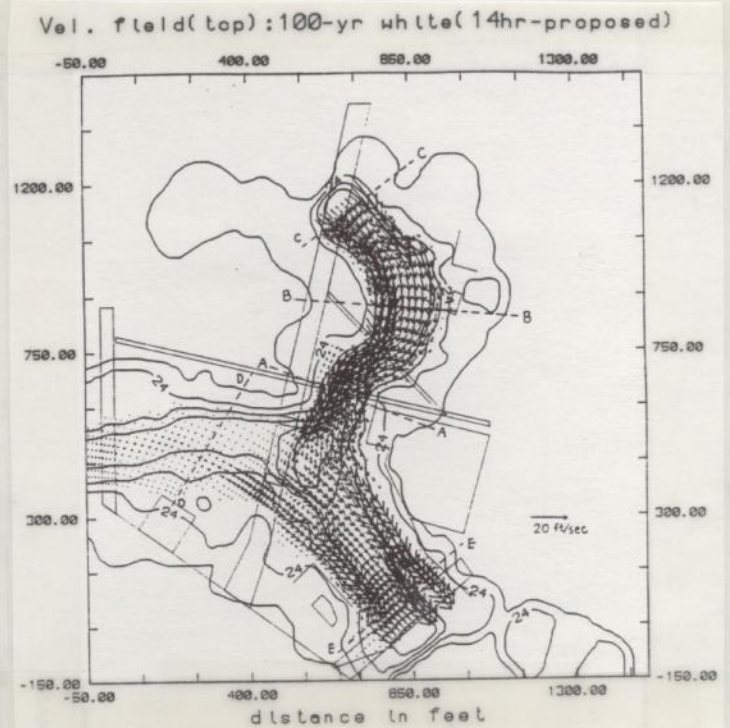 Vel. field(top):100-yr white(14hr-proposed)
-50.00 400.00 850.00 1300.00
1200.00 1200.00
C
C
B
B
750.00 750.00
24
A
24
D
A
24
D
24
300.00 300.00
20 ft/sec
E
24
24
24
E
-150.00 -150.00
-50.00 400.00 850.00 1300.00
distance in feet